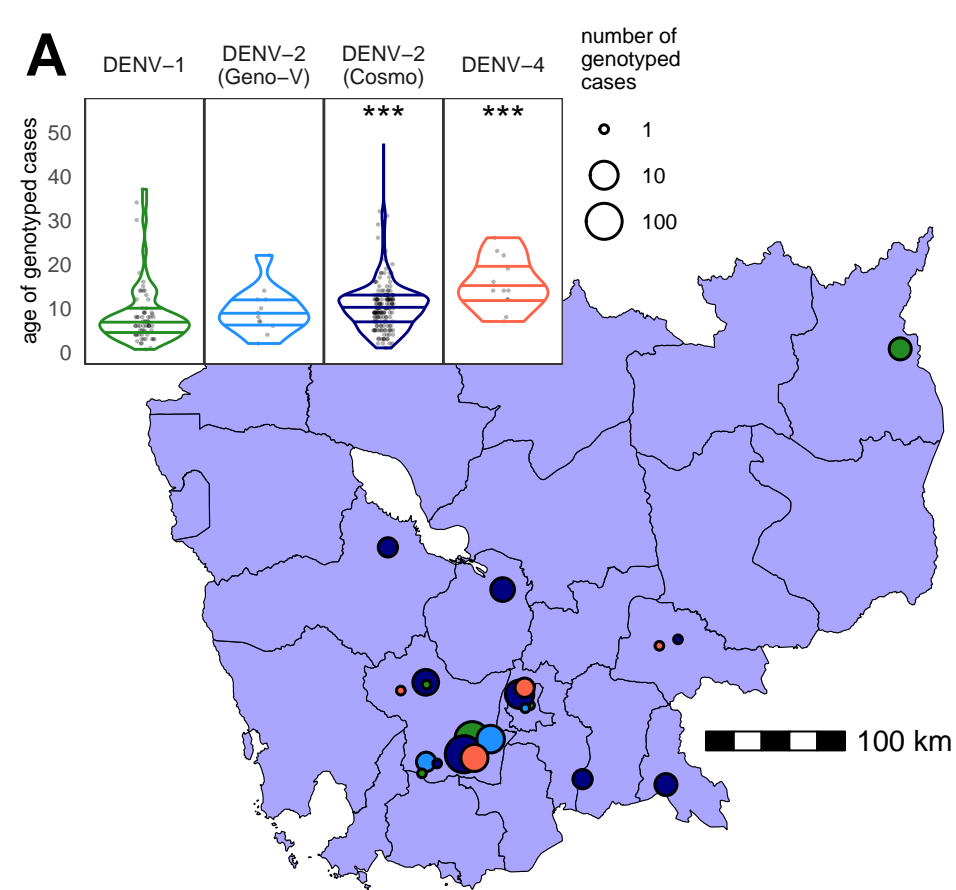 A
DENV−1
DENV−2
(Geno−V)
DENV−2
(Cosmo)
DENV−4
number of
genotyped
cases
***
***
1
10
100
age of genotyped cases
50
40
30
20
10
0
100 km